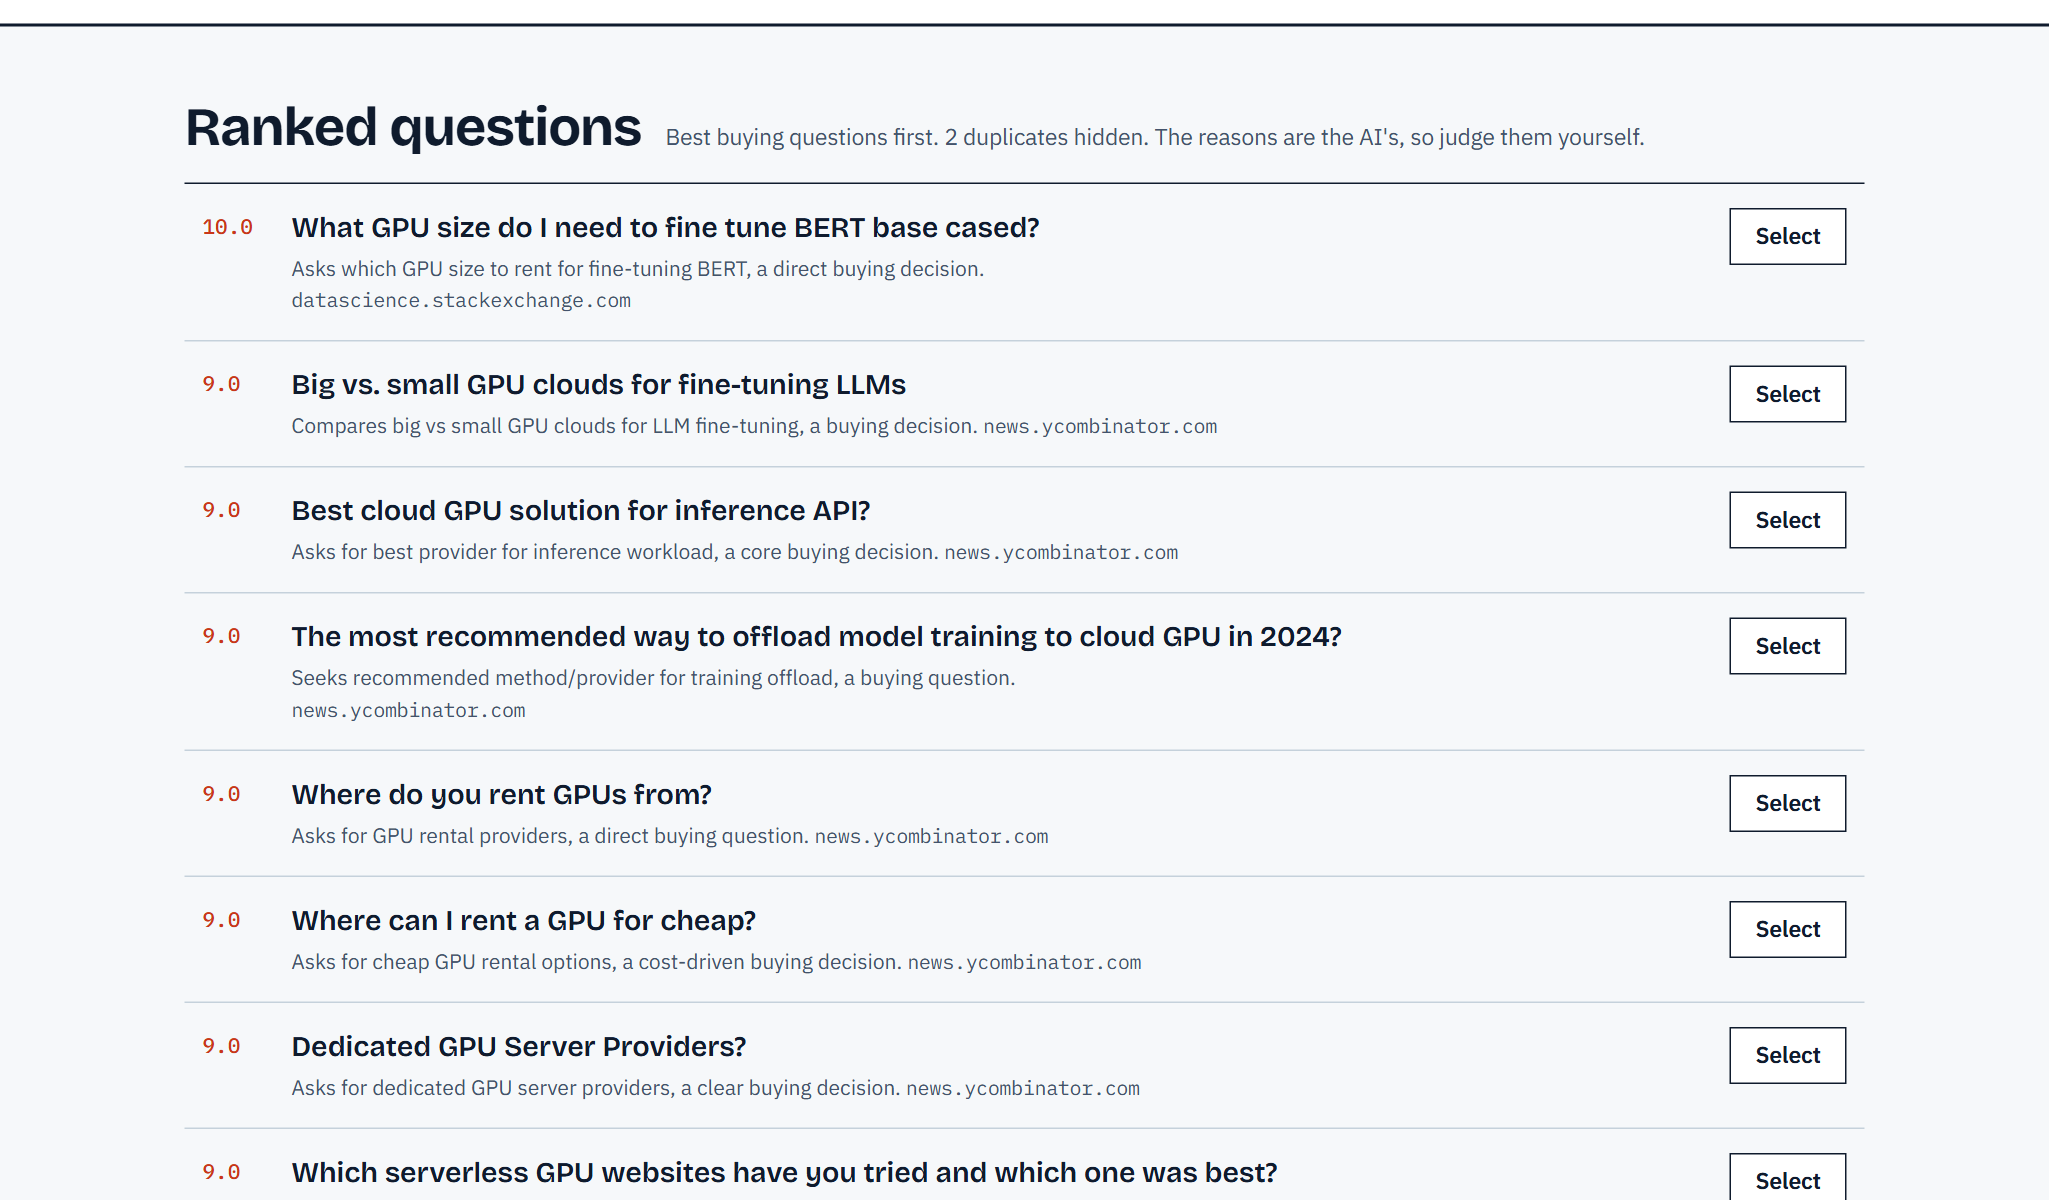 Ranked questions Best buying questions first. 2 duplicates hidden. The reasons are the AI's, so judge them yourself.
10.0 What GPU size do I need to fine tune BERT base cased? Select
Asks which GPU size to rent for fine-tuning BERT, a direct buying decision.
datascience.stackexchange.com
9.0 Big vs. small GPU clouds for fine-tuning LLMs Select
Compares big vs small GPU clouds for LLM fine-tuning, a buying decision. news.ycombinator.com
9.0 Best cloud GPU solution for inference API? Select
Asks for best provider for inference workload, a core buying decision. news.ycombinator.com
9.0 The most recommended way to offload model training to cloud GPU in 2024? Select
Seeks recommended method/provider for training offload, a buying question.
news.ycombinator.com
9.0 Where do you rent GPUs from? Select
Asks for GPU rental providers, a direct buying question. news.ycombinator.com
9.0 Where can I rent a GPU for cheap? Select
Asks for cheap GPU rental options, a cost-driven buying decision. news.ycombinator.com
9.0 Dedicated GPU Server Providers? Select
Asks for dedicated GPU server providers, a clear buying decision. news.ycombinator.com
9.0 Which serverless GPU websites have you tried and which one was best? Select